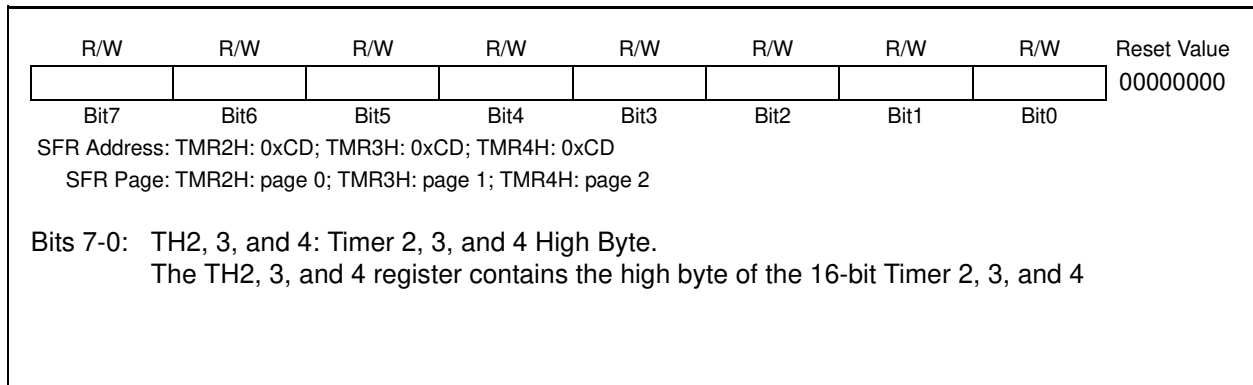 R/W R/W R/W R/W R/W R/W R/W R/W Reset Value
00000000
Bit7 Bit6 Bit5 Bit4 Bit3 Bit2 Bit1 Bit0
SFR Address: TMR2H: 0xCD; TMR3H: 0xCD; TMR4H: 0xCD
SFR Page: TMR2H: page 0; TMR3H: page 1; TMR4H: page 2
Bits 7-0: TH2, 3, and 4: Timer 2, 3, and 4 High Byte.
The TH2, 3, and 4 register contains the high byte of the 16-bit Timer 2, 3, and 4